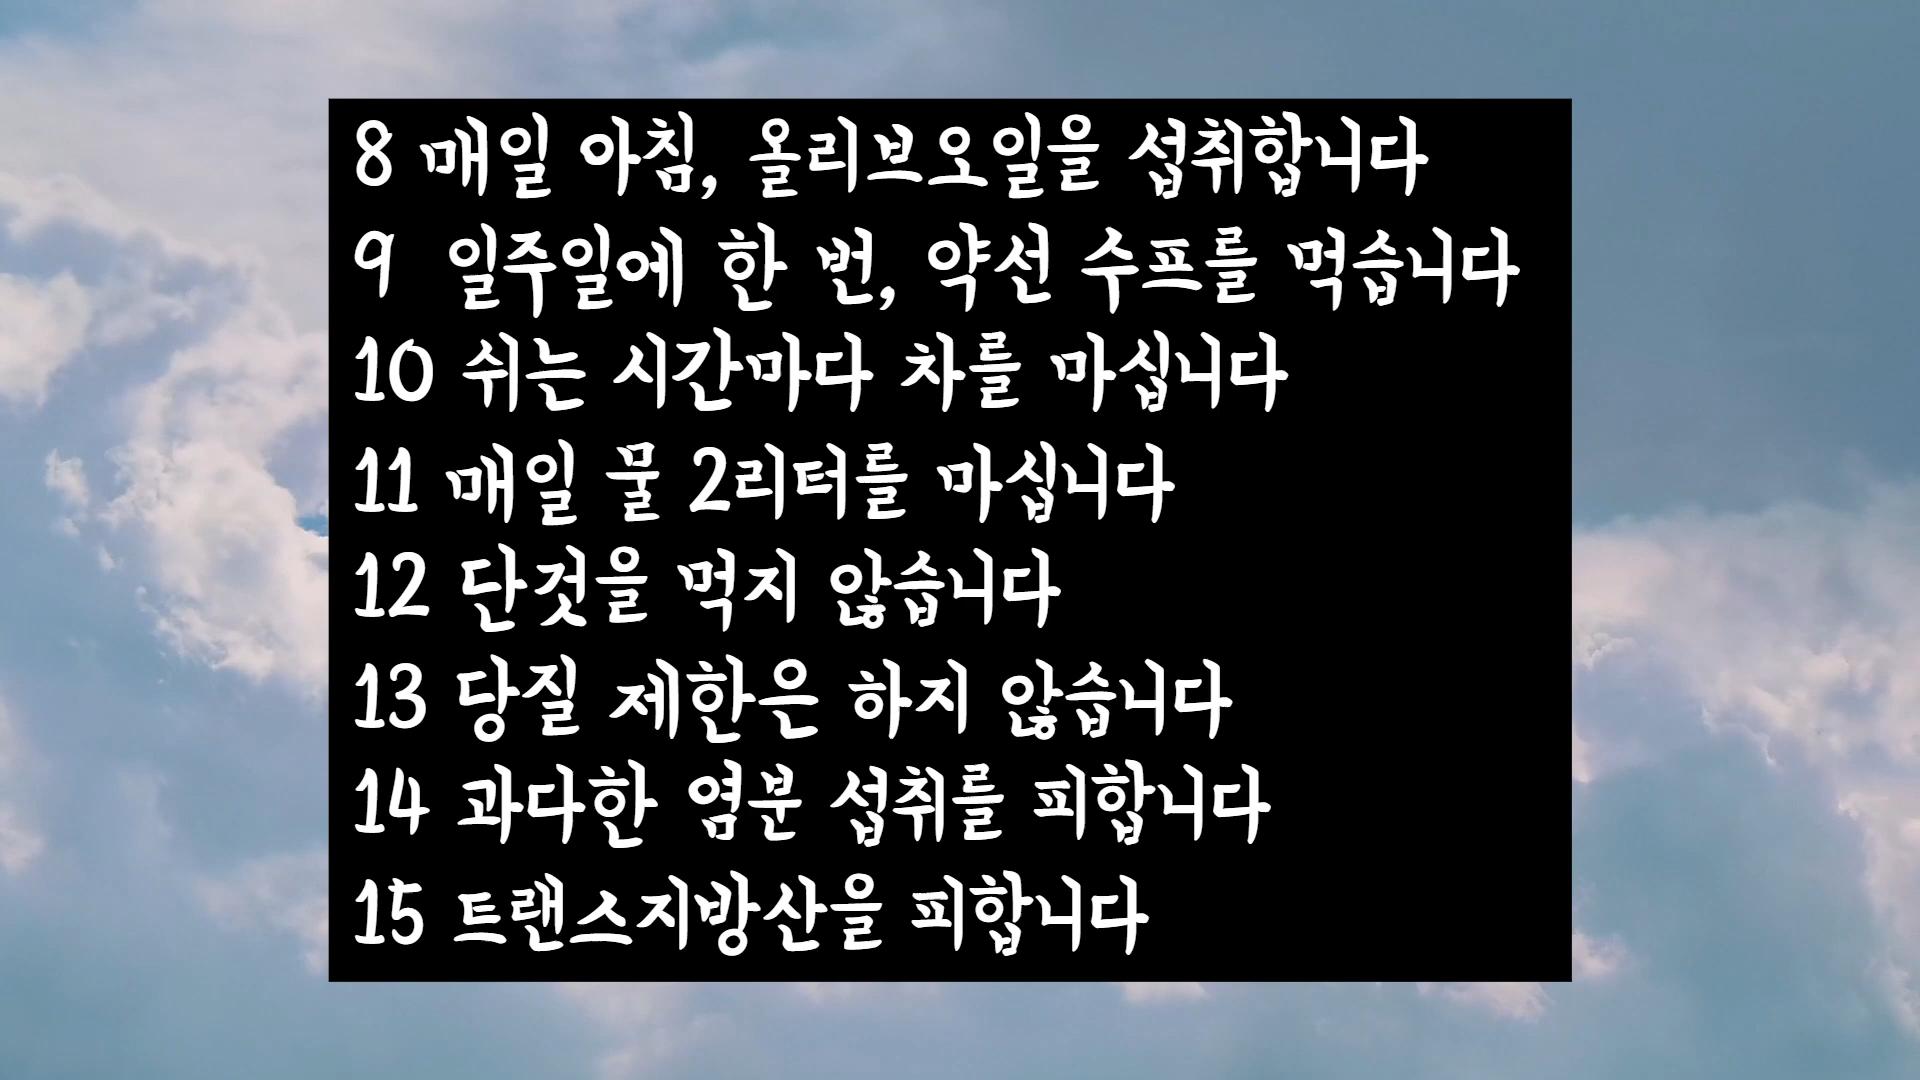 8 매일 아침, 올리브오일을 섭취합니다
9 일주일에 한 번, 약선 수프를 먹습니다
10 쉬는 시간마다 차를 마십니다
11 매일 물 2리터를 마십니다
12 단것을 먹지 않습니다
13 당질 제한은 하지 않습니다
14 과다한 염분 섭취를 피합니다
15 트랜스지방산을 피합니다